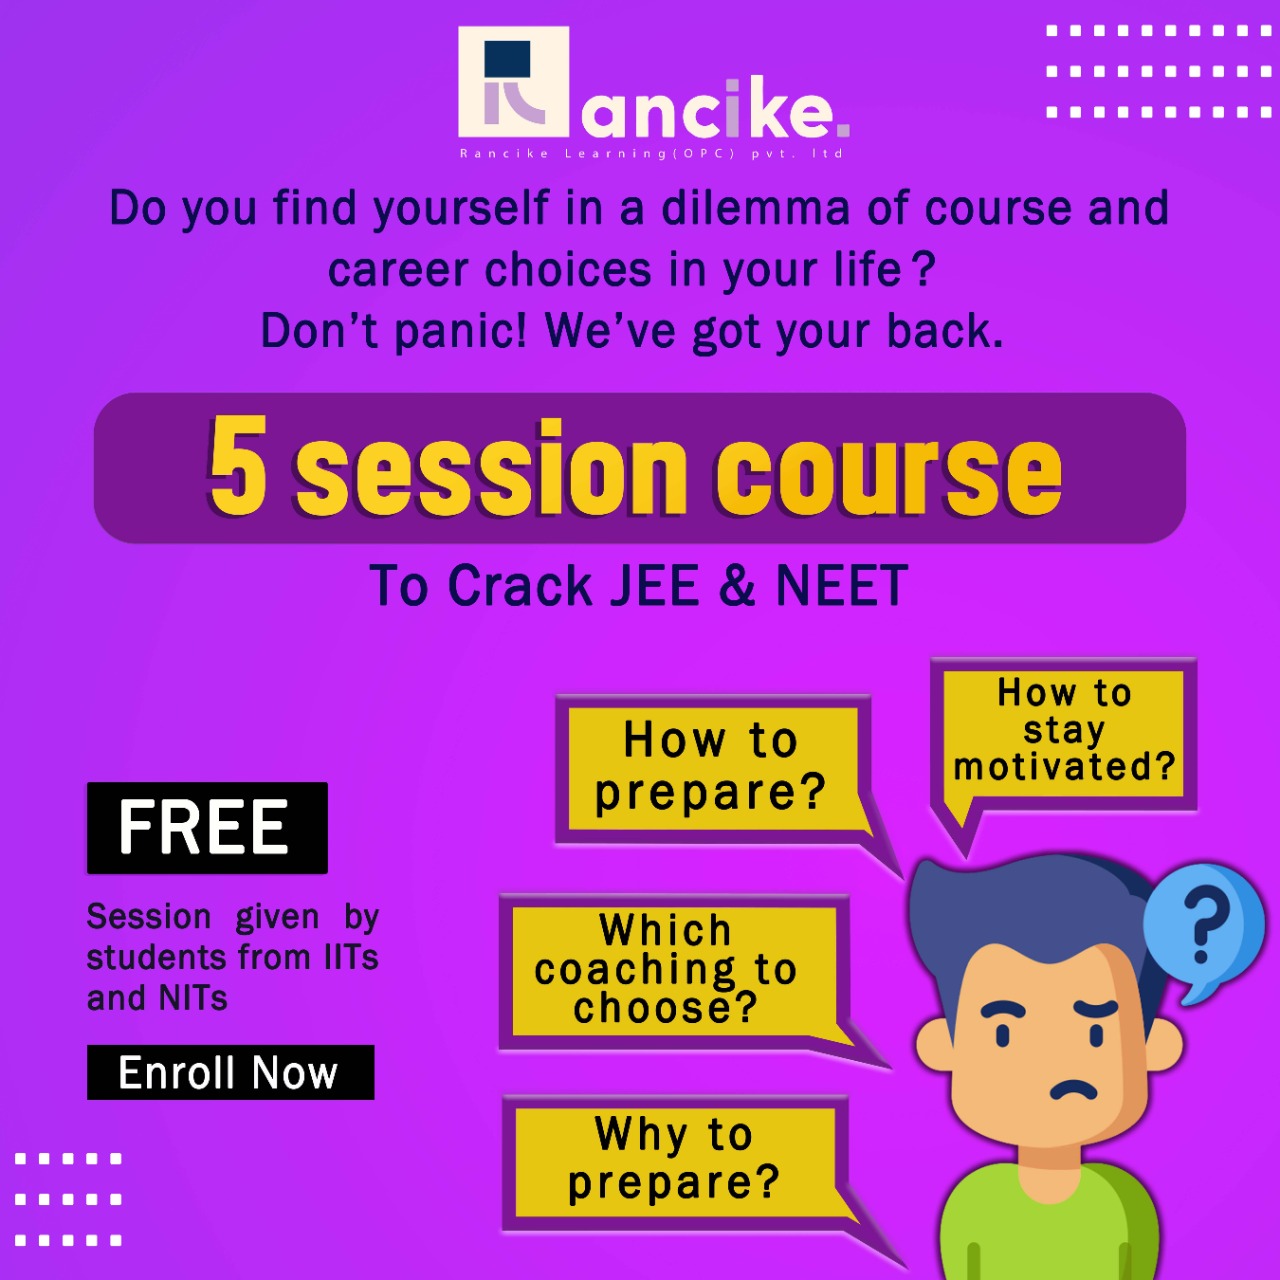 Rancike.
Rancike Learning(OPC) pvt. ltd
Do you find yourself in a dilemma of course and
career choices in your life ?
Don't panic! We've got your back.
5 session course
To Crack JEE & NEET
How to
stay
motivated?
How to
prepare?
FREE
Session given by
students from IITs
and NITs
Enroll Now
Which
coaching to
choose?
?
Why to
prepare?